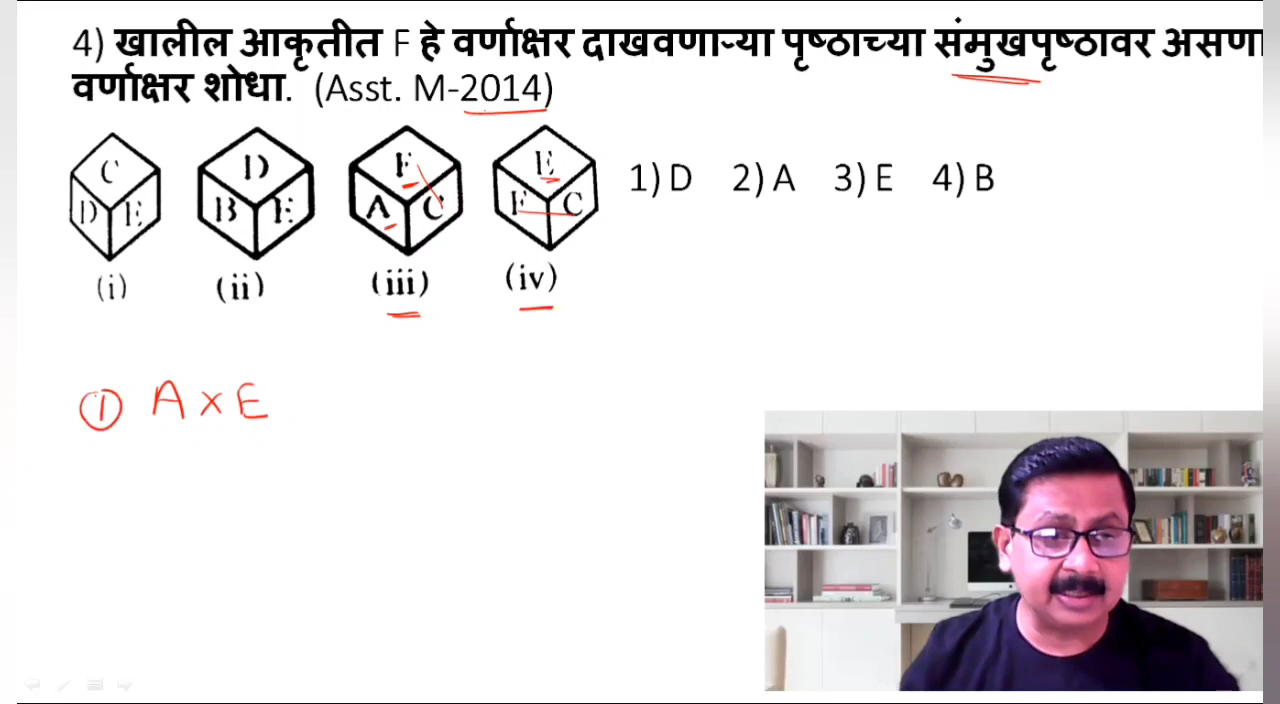 4) खालील आकृतीत F हे वर्णाक्षर दाखवणाऱ्या पृष्ठाच्या संमुखपृष्ठावर असणा
वर्णाक्षर शोधा. (Asst. M-2014)
C D E
D B E
F A C
E F C
1) D 2) A 3) E 4) B
(i) (ii) (iii) (iv)
① A × E